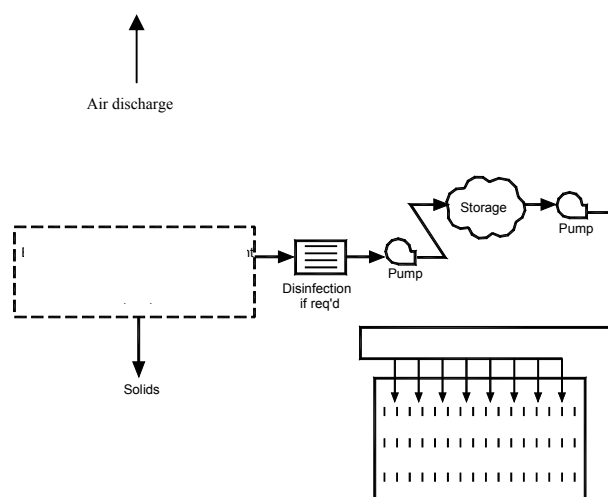 Air discharge
Storage
Pump
Pump
Disinfection
if req'd
Solids